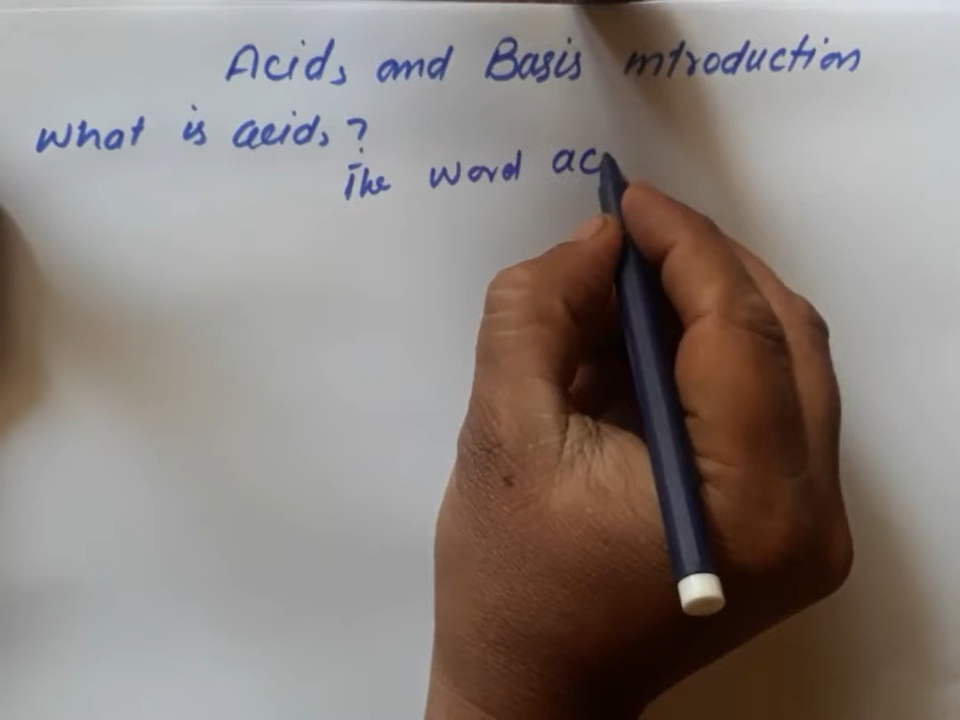 Acids and Basis introduction
What is acids?
The word ac